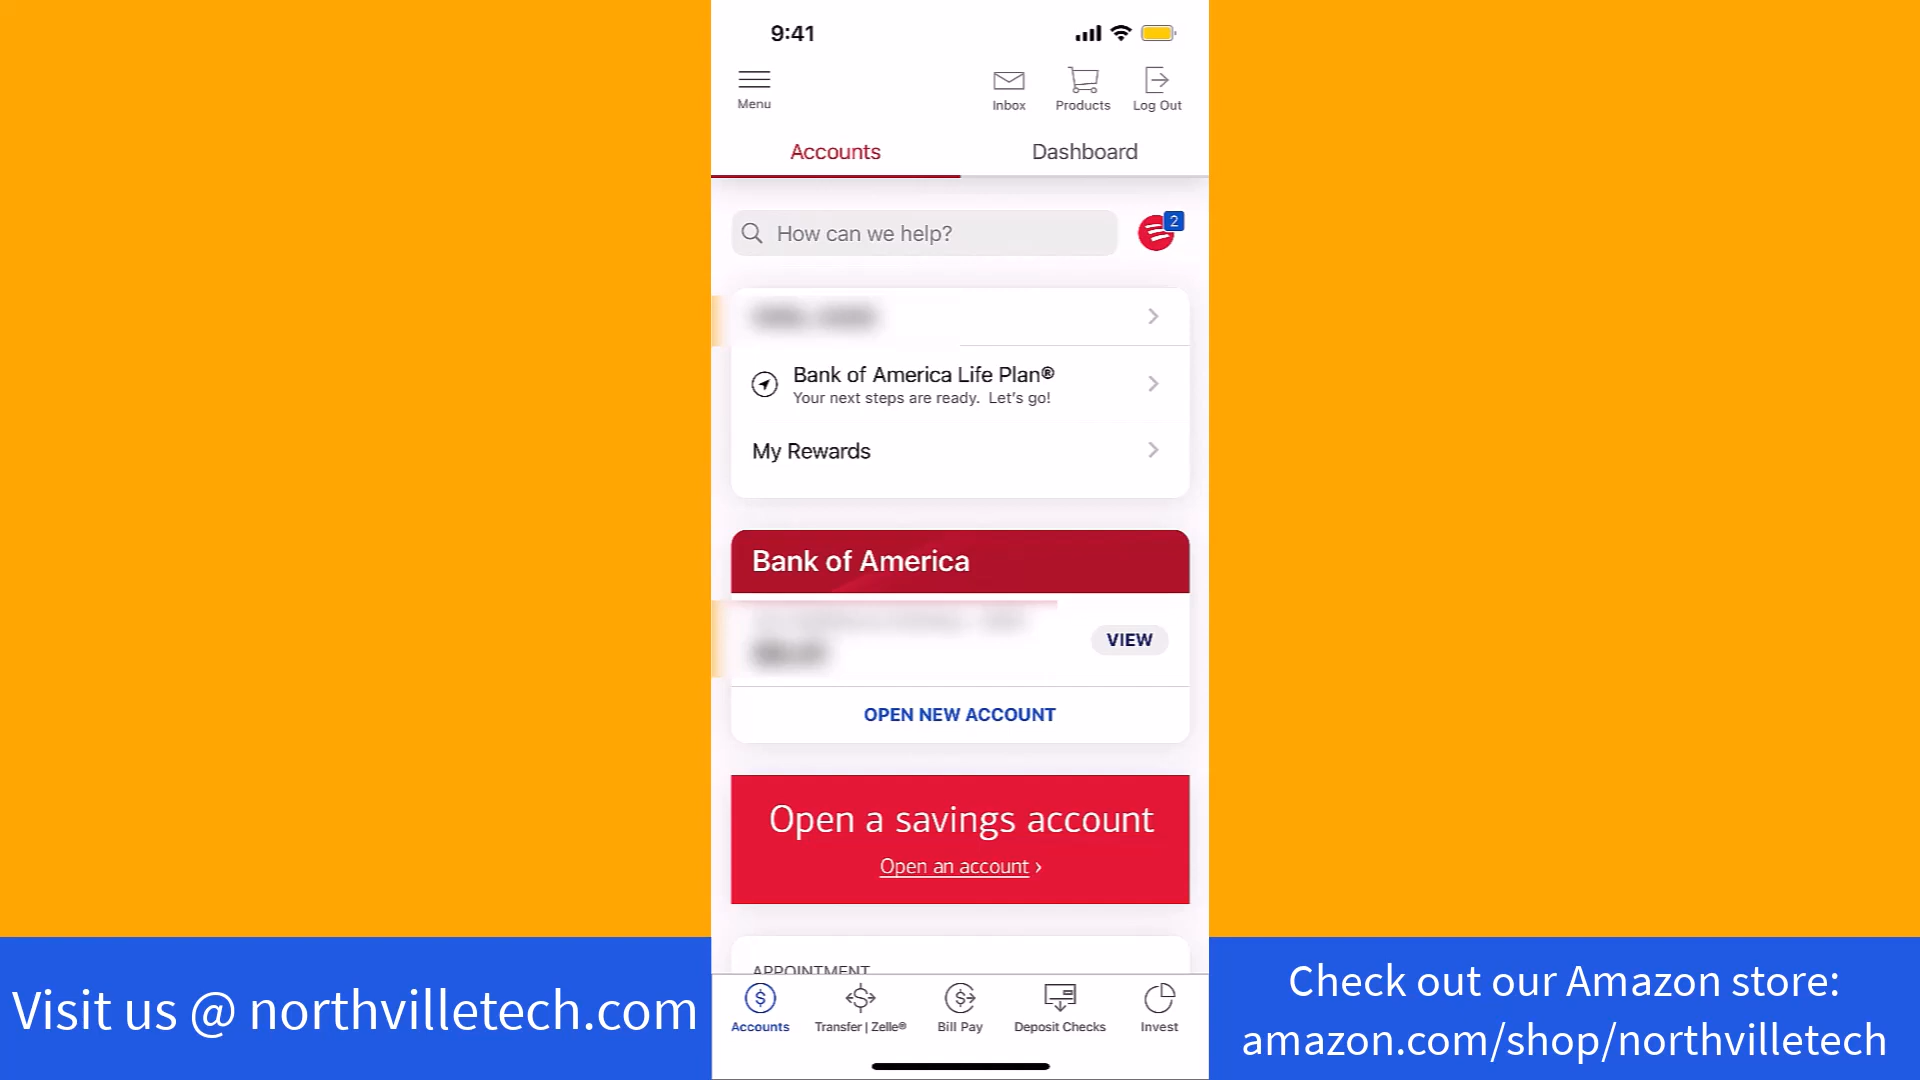 9:41
Menu
Inbox
Products
Log Out
Accounts
Dashboard
How can we help?
2
Bank of America Life Plan®
Your next steps are ready. Let's go!
My Rewards
Bank of America
VIEW
OPEN NEW ACCOUNT
Open a savings account
Open an account ›
APPOINTMENT
Accounts
Transfer | Zelle®
Bill Pay
Deposit Checks
Invest
Visit us @ northvilletech.com
Check out our Amazon store:
amazon.com/shop/northvilletech